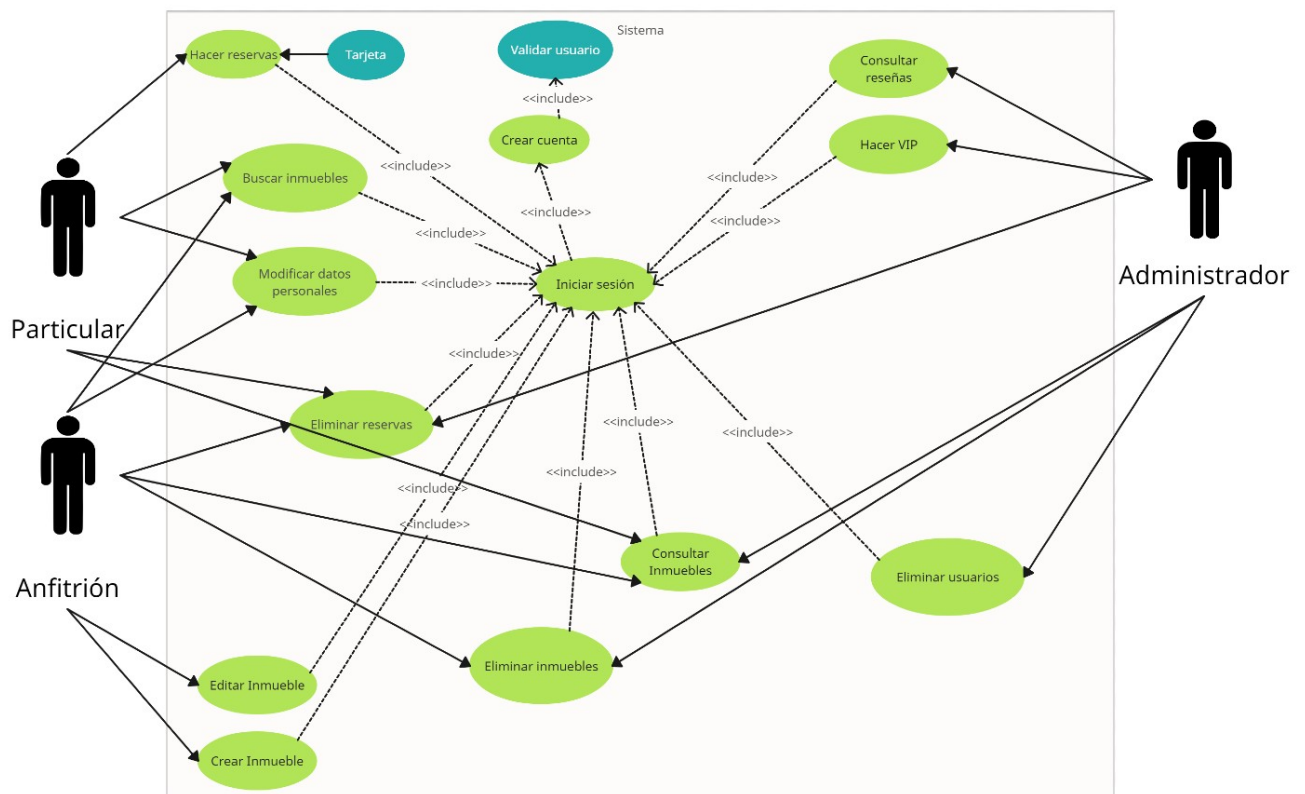 Sistema
Hacer reservas
Tarjeta
Validar usuario
Consultar
reseñas
<<include>>
Crear cuenta
Hacer VIP
<<include>>
Buscar inmuebles
<<include>>
<<include>>
<<include>>
<<include>>
Modificar datos
personales
<<include>>
Iniciar sesión
Administrador
Particular
<<include>>
Eliminar reservas
<<include>>
<<include>>
<<include>>
<<include>>
<<include>>
Consultar
Inmuebles
Eliminar usuarios
Anfitrión
Eliminar inmuebles
Editar Inmueble
Crear Inmueble